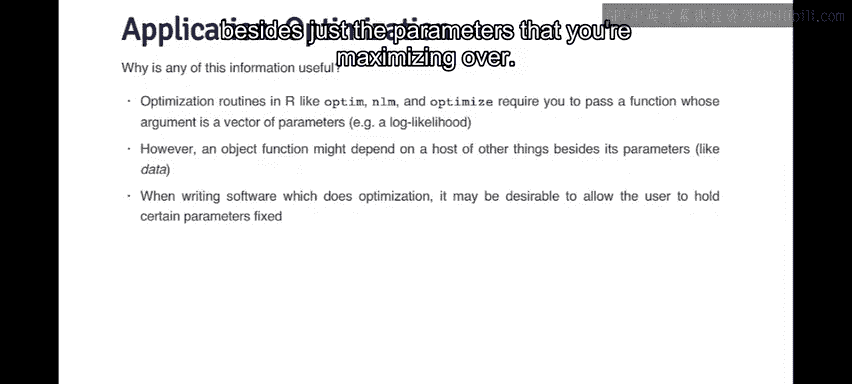 Application: Optimization
besides just the parameters that you're
maximizing over.
Why is any of this information useful?
· Optimization routines in R like optim, nlm, and optimize require you to pass a function whose
argument is a vector of parameters (e.g. a log-likelihood)
· However, an object function might depend on a host of other things besides its parameters (like
data)
· When writing software which does optimization, it may be desirable to allow the user to hold
certain parameters fixed